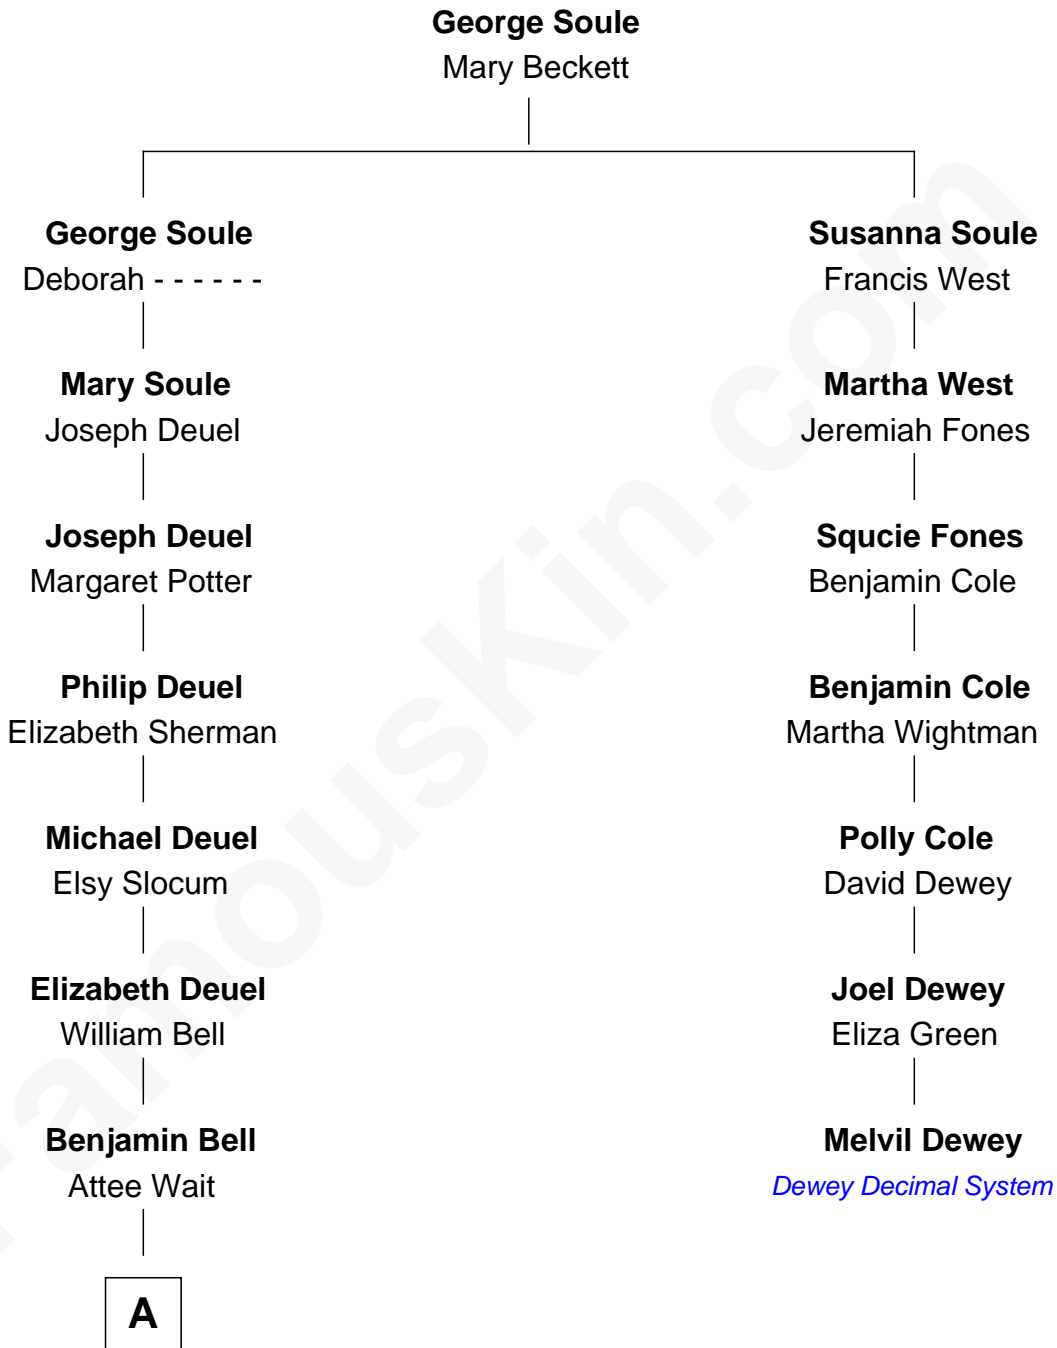 George Soule
Mary Beckett
George Soule
Deborah - - - - - -
Susanna Soule
Francis West
Mary Soule
Joseph Deuel
Martha West
Jeremiah Fones
Joseph Deuel
Margaret Potter
Squcie Fones
Benjamin Cole
Philip Deuel
Elizabeth Sherman
Benjamin Cole
Martha Wightman
Michael Deuel
Elsy Slocum
Polly Cole
David Dewey
Elizabeth Deuel
William Bell
Joel Dewey
Eliza Green
Benjamin Bell
Attee Wait
Melvil Dewey
Dewey Decimal System
A
FamousKin.com